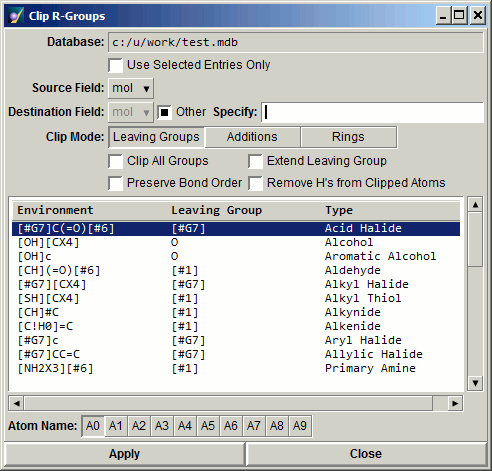 Clip R-Groups
Database: c:/u/work/test.mdb
Use Selected Entries Only
Source Field: mol
Destination Field: mol Other Specify:
Clip Mode: Leaving Groups Additions Rings
Clip All Groups Extend Leaving Group
Preserve Bond Order Remove H's from Clipped Atoms
Environment Leaving Group Type
[#G7]C(=O)[#6] [#G7] Acid Halide
[OH][CX4] O Alcohol
[OH]c O Aromatic Alcohol
[CH](=O)[#6] [#1] Aldehyde
[#G7][CX4] [#G7] Alkyl Halide
[SH][CX4] [#1] Alkyl Thiol
[CH]#C [#1] Alkynide
[C!H0]=C [#1] Alkenide
[#G7]c [#G7] Aryl Halide
[#G7]CC=C [#G7] Allylic Halide
[NH2X3][#6] [#1] Primary Amine
Atom Name: A0 A1 A2 A3 A4 A5 A6 A7 A8 A9
Apply Close